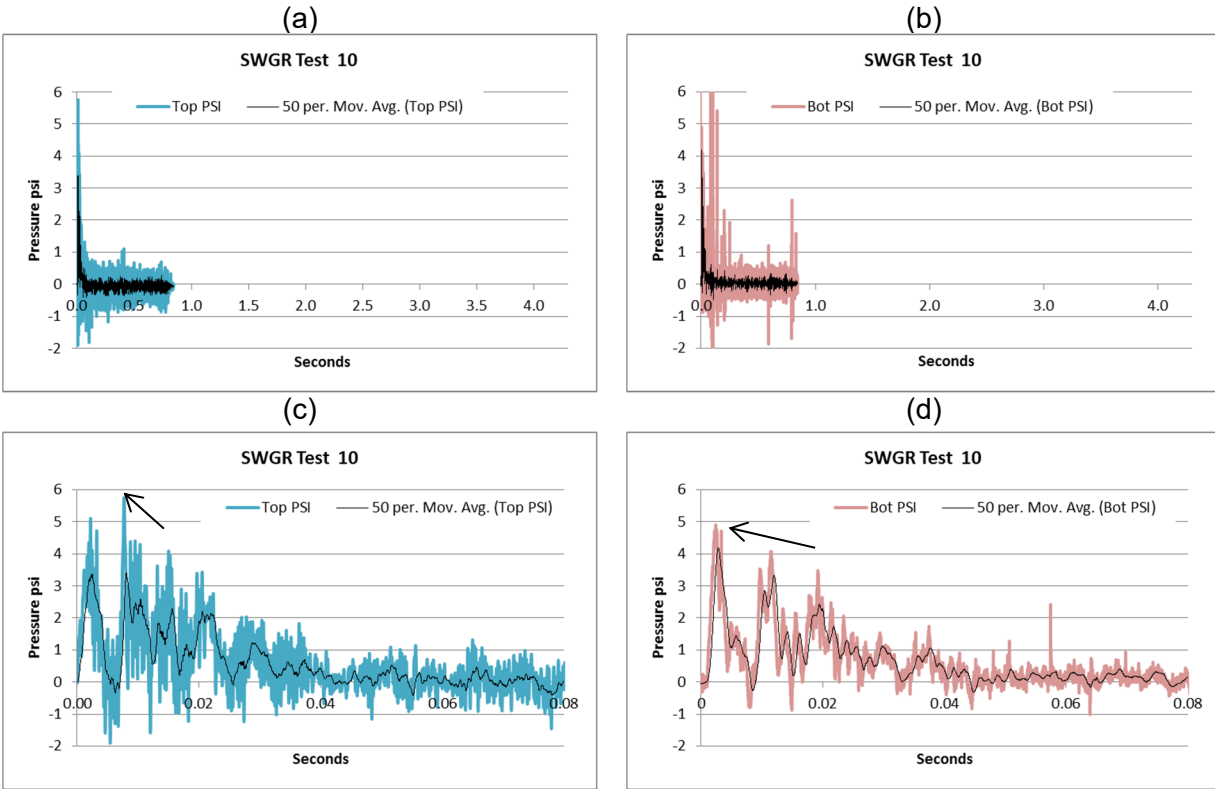 (a)
SWGR Test 10
6
5
4
3
2
1
0
-1
-2
Top PSI
50 per. Mov. Avg. (Top PSI)
0.0 0.5 1.0 1.5 2.0 2.5 3.0 3.5 4.0
Pressure psi
Seconds
(b)
SWGR Test 10
6
5
4
3
2
1
0
-1
-2
Bot PSI
50 per. Mov. Avg. (Bot PSI)
0.0 1.0 2.0 3.0 4.0
Pressure psi
Seconds
(c)
SWGR Test 10
6
5
4
3
2
1
0
-1
-2
Top PSI
50 per. Mov. Avg. (Top PSI)
0.00 0.02 0.04 0.06 0.08
Pressure psi
Seconds
(d)
SWGR Test 10
6
5
4
3
2
1
0
-1
-2
Bot PSI
50 per. Mov. Avg. (Bot PSI)
0 0.02 0.04 0.06 0.08
Pressure psi
Seconds